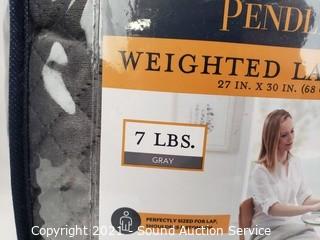 PENDL
WEIGHTED LA
27 IN. X 30 IN. (68
7 LBS.
GRAY
PERFECTLY SIZED FOR LAP,
Copyright 2021 - Sound Auction Service